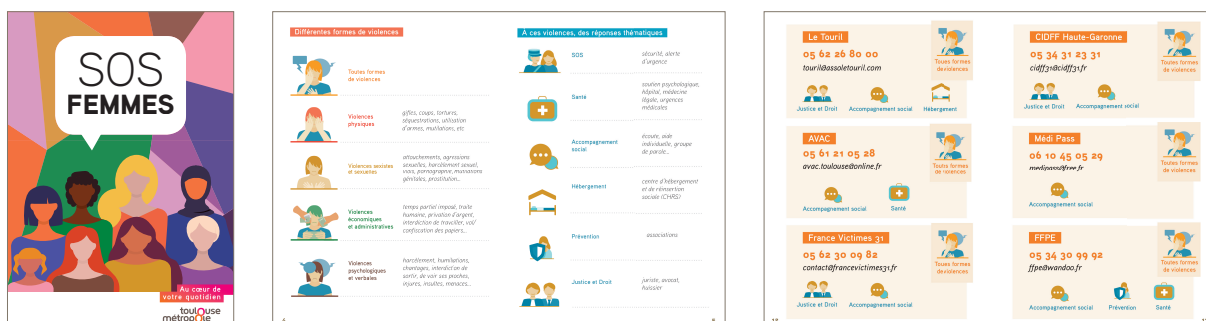 SOS
FEMMES
Au cœur de
votre quotidien
toulouse
métropole
Différentes formes de violences
Toutes formes
de violences
Violences
physiques
gifles, coups, tortures,
séquestrations, utilisation
d'armes, mutilations, etc
Violences sexistes
et sexuelles
attouchements, agressions
sexuelles, harcèlement sexuel,
viols, pornographie, mutilations
génitales, prostitution...
Violences
économiques
et administratives
temps partiel imposé, traite
humaine, privation d'argent,
interdiction de travailler, vol/
confiscation des papiers...
Violences
psychologiques
et verbales
harcèlement, humiliations,
chantages, interdiction de
sortir, de voir ses proches,
injures, insultes, menaces...
À ces violences, des réponses thématiques
SOS
sécurité, alerte
d'urgence
Santé
soutien psychologique,
hôpital, médecine
légale, urgences
médicales
Accompagnement
social
écoute, aide
individuelle, groupe
de parole...
Hébergement
centre d'hébergement
et de réinsertion
sociale (CHRS)
Prévention
associations
Justice et Droit
juriste, avocat,
huissier
Le Touril
05 62 26 80 00
touril@assoletouril.com
Toutes formes
de violences
Justice et Droit
Accompagnement social
Hébergement
CIDFF Haute-Garonne
05 34 31 23 31
cidff31@cidff31.fr
Toutes formes
de violences
Justice et Droit
Accompagnement social
AVAC
05 61 21 05 28
avac.toulouse@online.fr
Toutes formes
de violences
Accompagnement social
Santé
Médi Pass
06 10 45 05 29
medipass@free.fr
Toutes formes
de violences
Accompagnement social
France Victimes 31
05 62 30 09 82
contact@francevictimes31.fr
Toutes formes
de violences
Justice et Droit
Accompagnement social
FFPE
05 34 30 99 92
ffpe@wandoo.fr
Toutes formes
de violences
Accompagnement social
Prévention
Santé